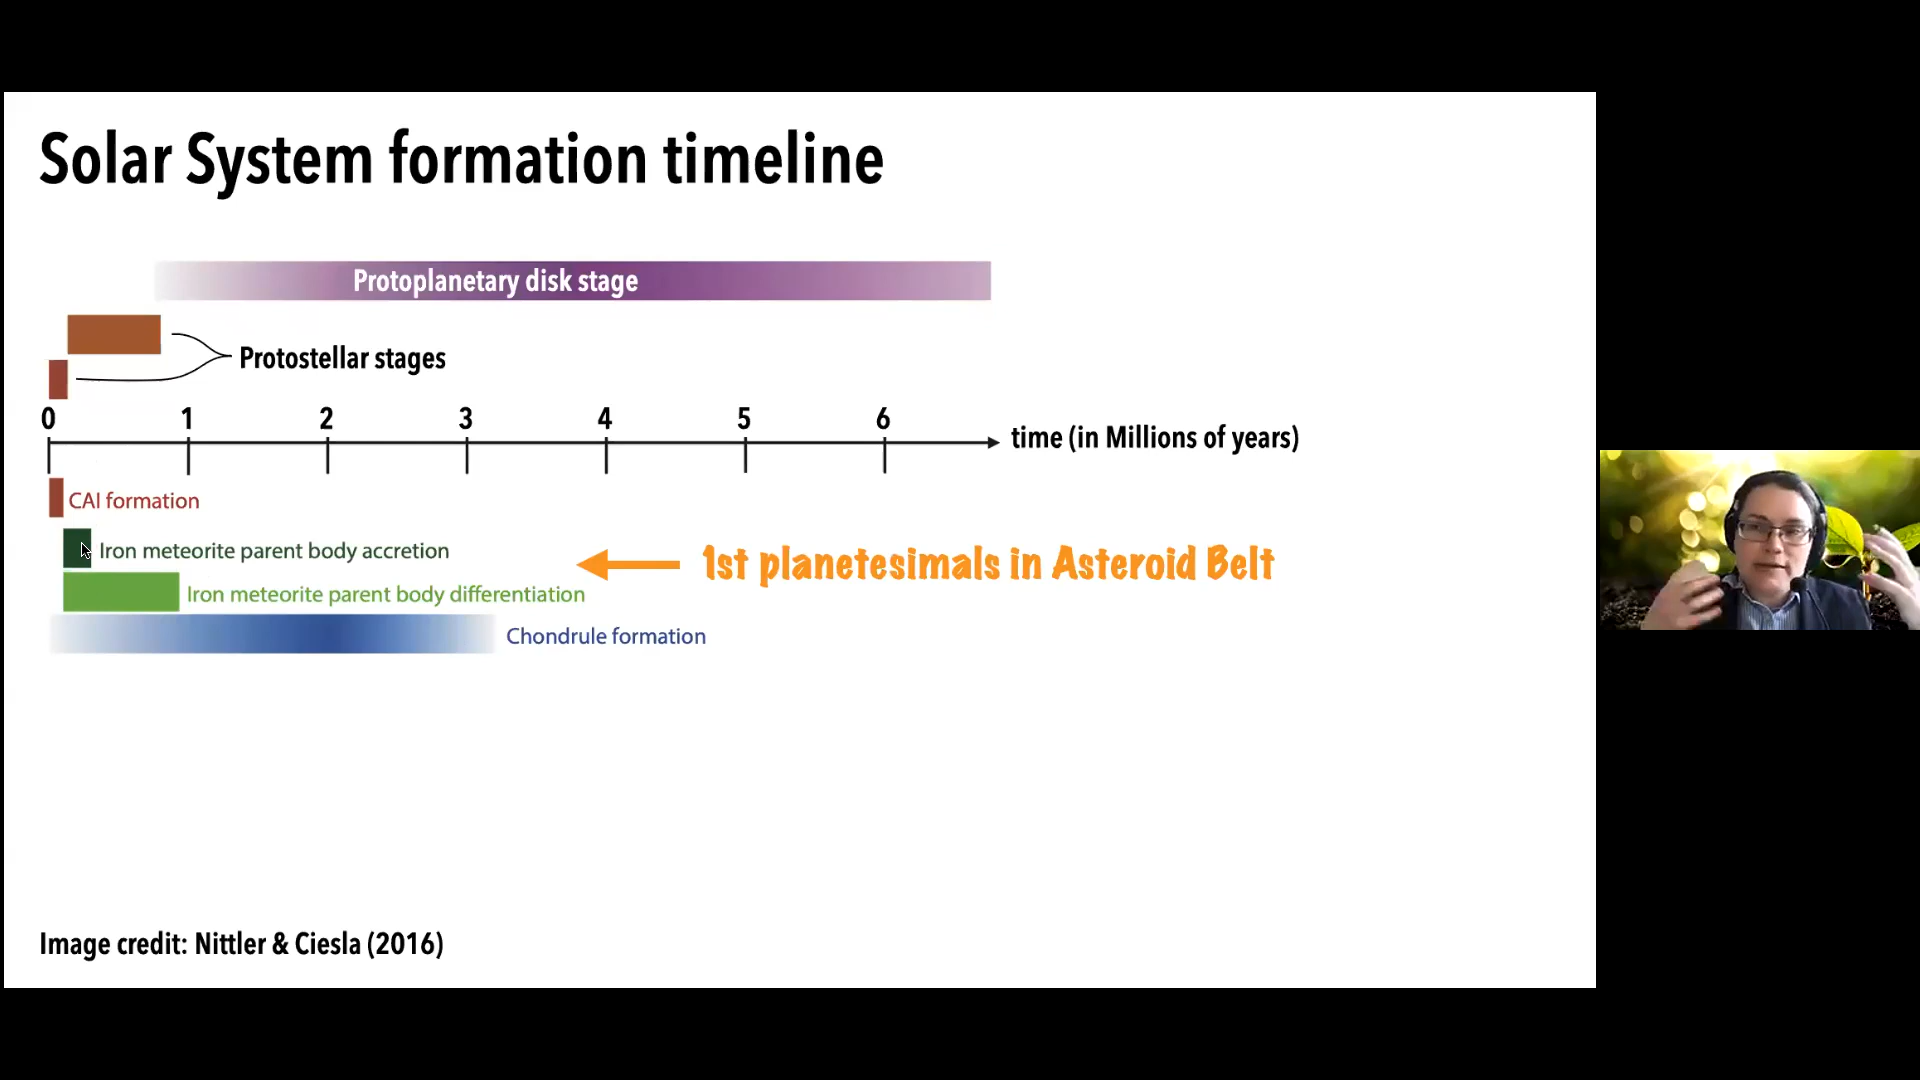 Solar System formation timeline
Protoplanetary disk stage
Protostellar stages
0 1 2 3 4 5 6
time (in Millions of years)
CAI formation
Iron meteorite parent body accretion
1st planetesimals in Asteroid Belt
Iron meteorite parent body differentiation
Chondrule formation
Image credit: Nittler & Ciesla (2016)